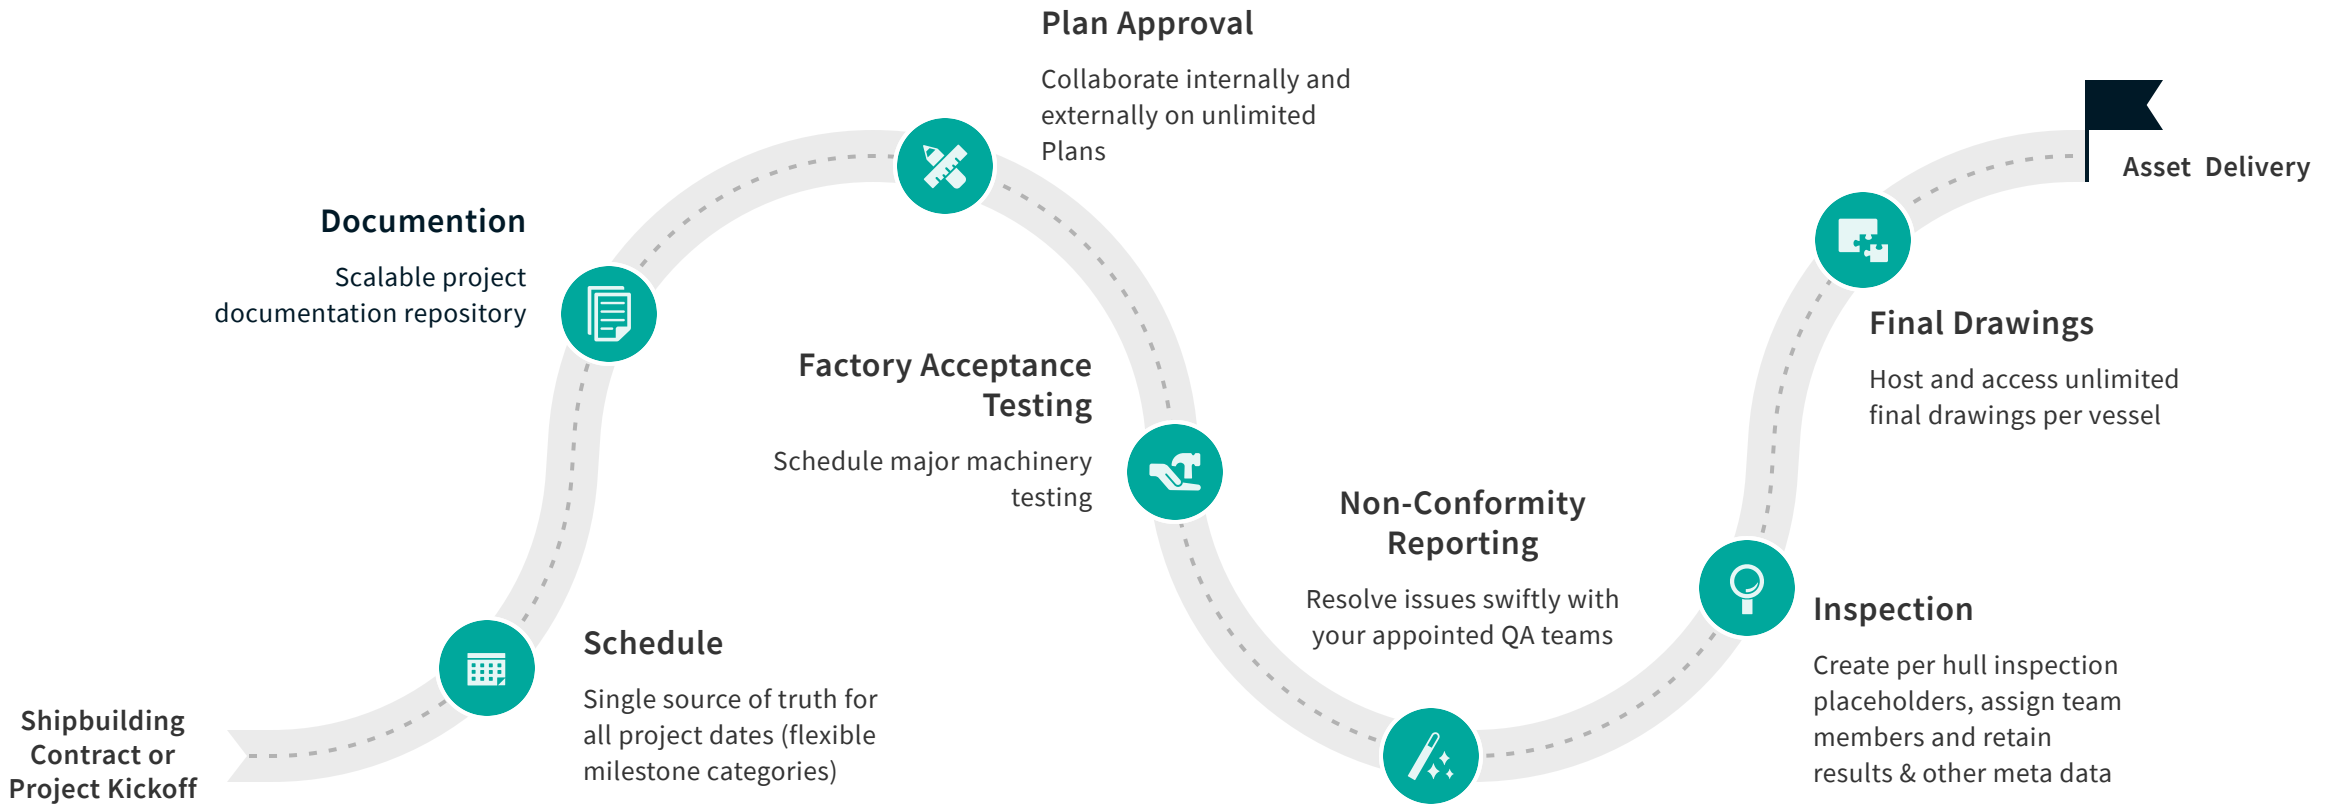 Shipbuilding
Contract or
Project Kickoff
Schedule
Single source of truth for
all project dates (flexible
milestone categories)
Documention
Scalable project
documentation repository
Plan Approval
Collaborate internally and
externally on unlimited
Plans
Factory Acceptance
Testing
Schedule major machinery
testing
Non-Conformity
Reporting
Resolve issues swiftly with
your appointed QA teams
Inspection
Create per hull inspection
placeholders, assign team
members and retain
results & other meta data
Final Drawings
Host and access unlimited
final drawings per vessel
Asset Delivery